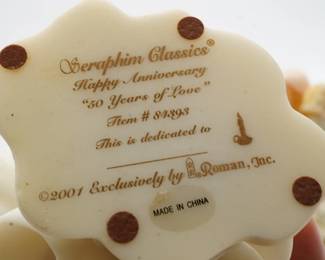 Seraphim Classics®
Happy Anniversary
"50 Years of Love"
Item # 84393
This is dedicated to
©2001 Exclusively by Roman, Inc.
MADE IN CHINA